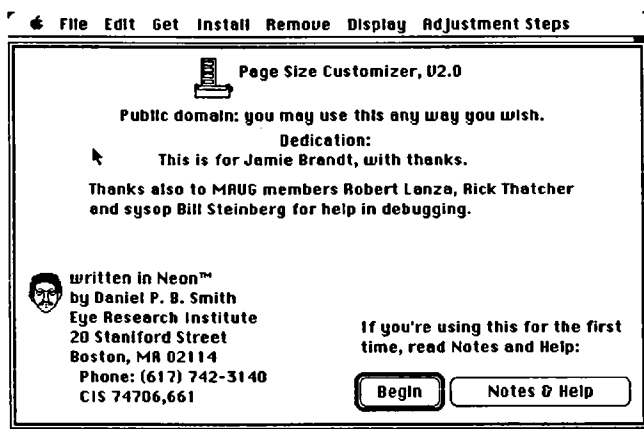 File Edit Get Install Remove Display Adjustment Steps
Page Size Customizer, V2.0
Public domain: you may use this any way you wish.
Dedication:
This is for Jamie Brandt, with thanks.
Thanks also to MAUG members Robert Lanza, Rick Thatcher
and sysop Bill Steinberg for help in debugging.
written in Neon™
by Daniel P. B. Smith
Eye Research Institute
20 Staniford Street
Boston, MA 02114
Phone: (617) 742-3140
CIS 74706,661
If you're using this for the first
time, read Notes and Help:
Begin
Notes & Help